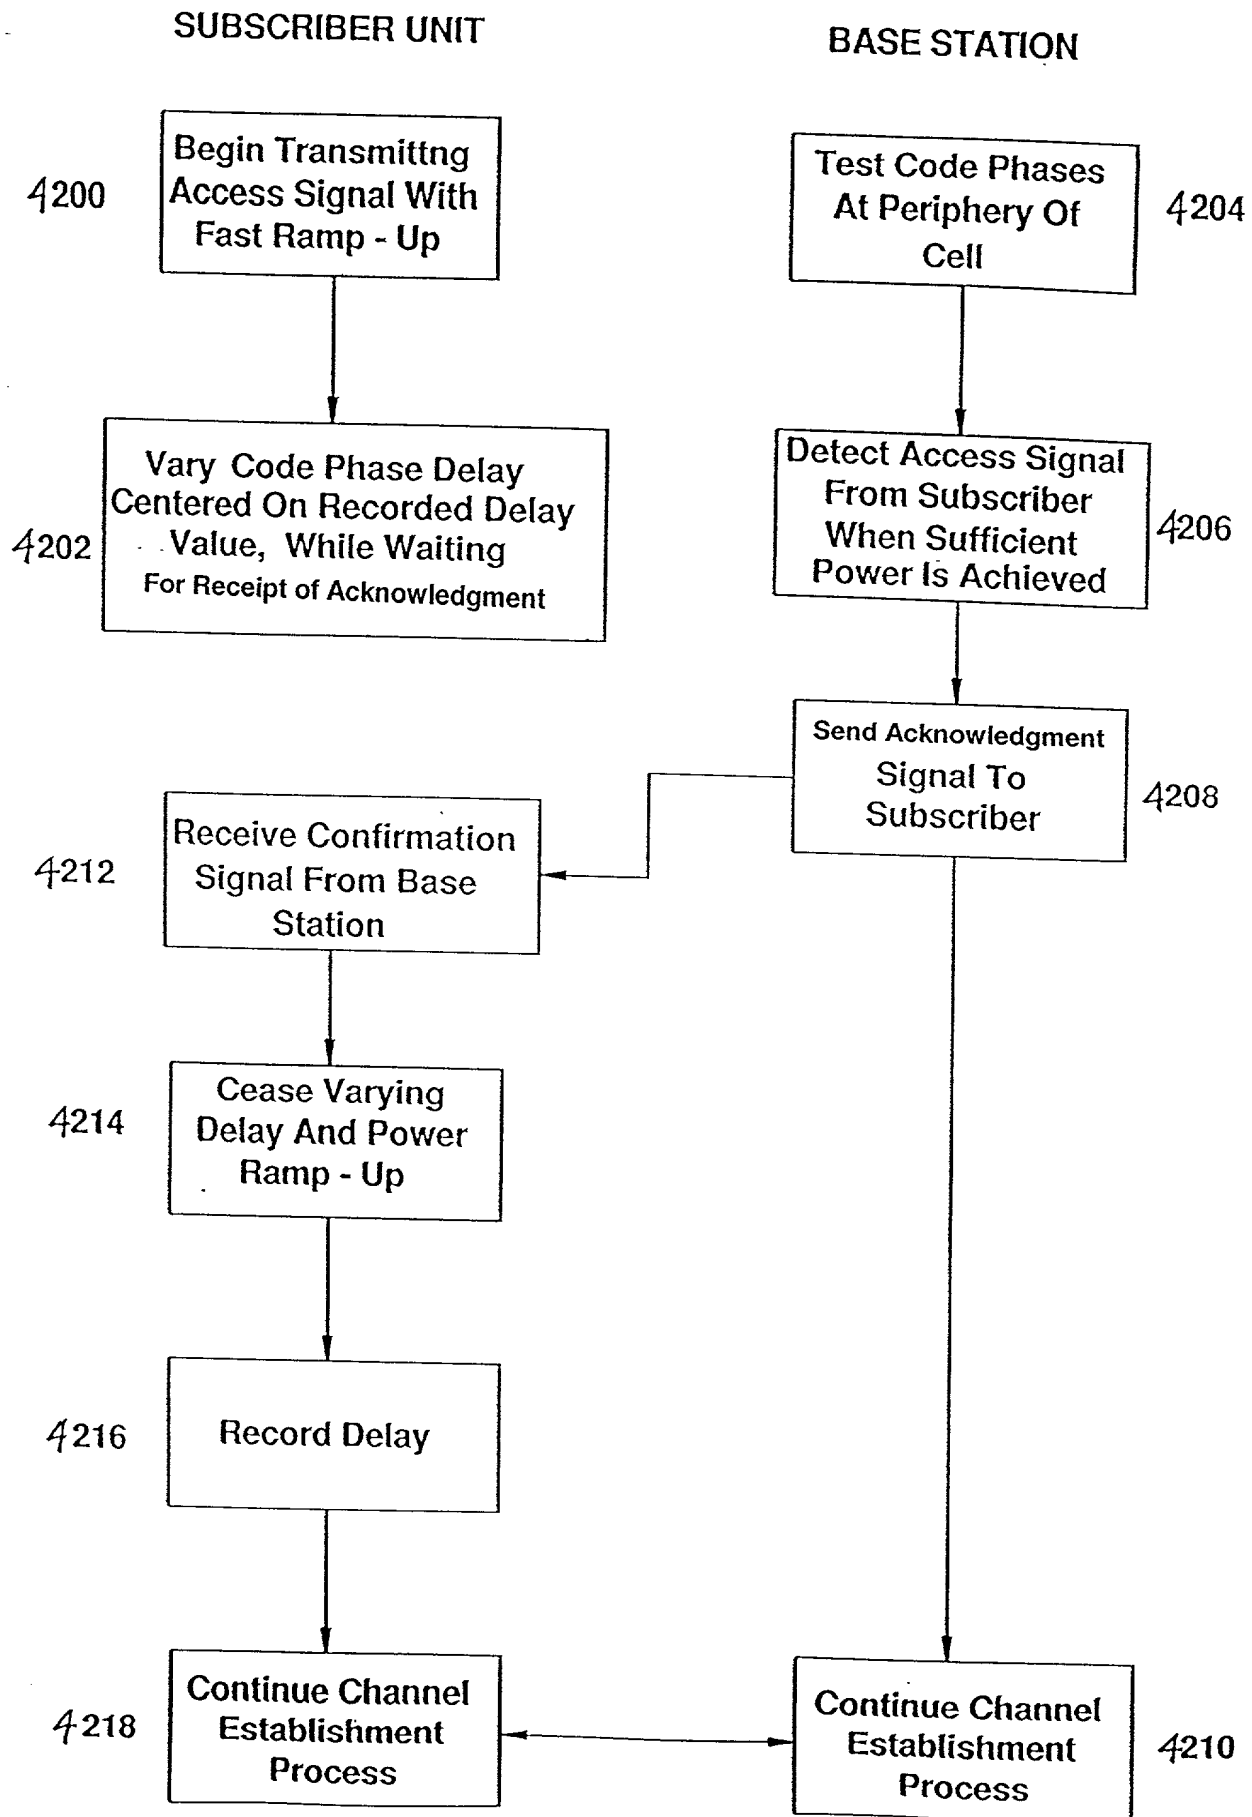 SUBSCRIBER UNIT
BASE STATION
Begin Transmittng
Access Signal With
Fast Ramp - Up
4200
Test Code Phases
At Periphery Of
Cell
4204
Vary Code Phase Delay
Centered On Recorded Delay
Value, While Waiting
For Receipt of Acknowledgment
4202
Detect Access Signal
From Subscriber
When Sufficient
Power Is Achieved
4206
Send Acknowledgment
Signal To
Subscriber
4208
Receive Confirmation
Signal From Base
Station
4212
Cease Varying
Delay And Power
Ramp - Up
4214
Record Delay
4216
Continue Channel
Establishment
Process
4218
Continue Channel
Establishment
Process
4210